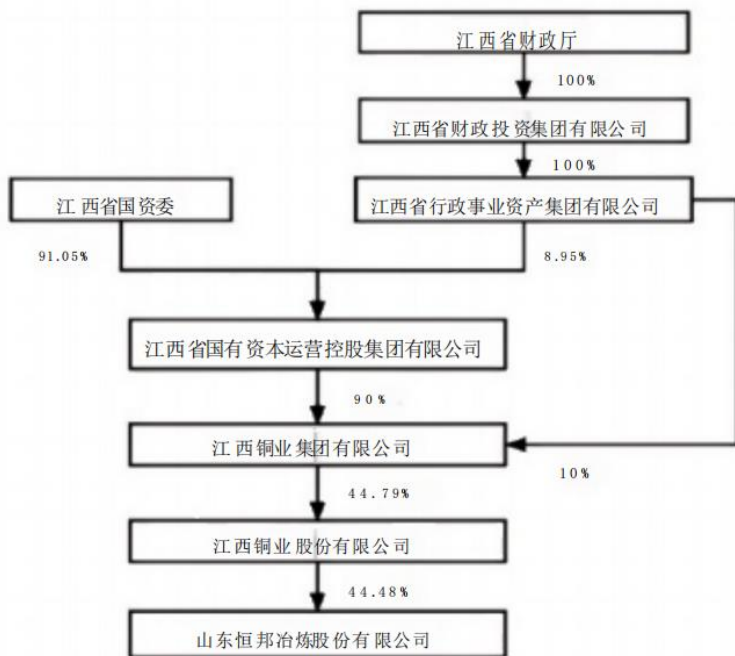 江西省财政厅
100%
江西省财政投资集团有限公司
100%
江西省国资委
江西省行政事业资产集团有限公司
91.05%
8.95%
江西省国有资本运营控股集团有限公司
90%
江西铜业集团有限公司
10%
44.79%
江西铜业股份有限公司
44.48%
山东恒邦冶炼股份有限公司